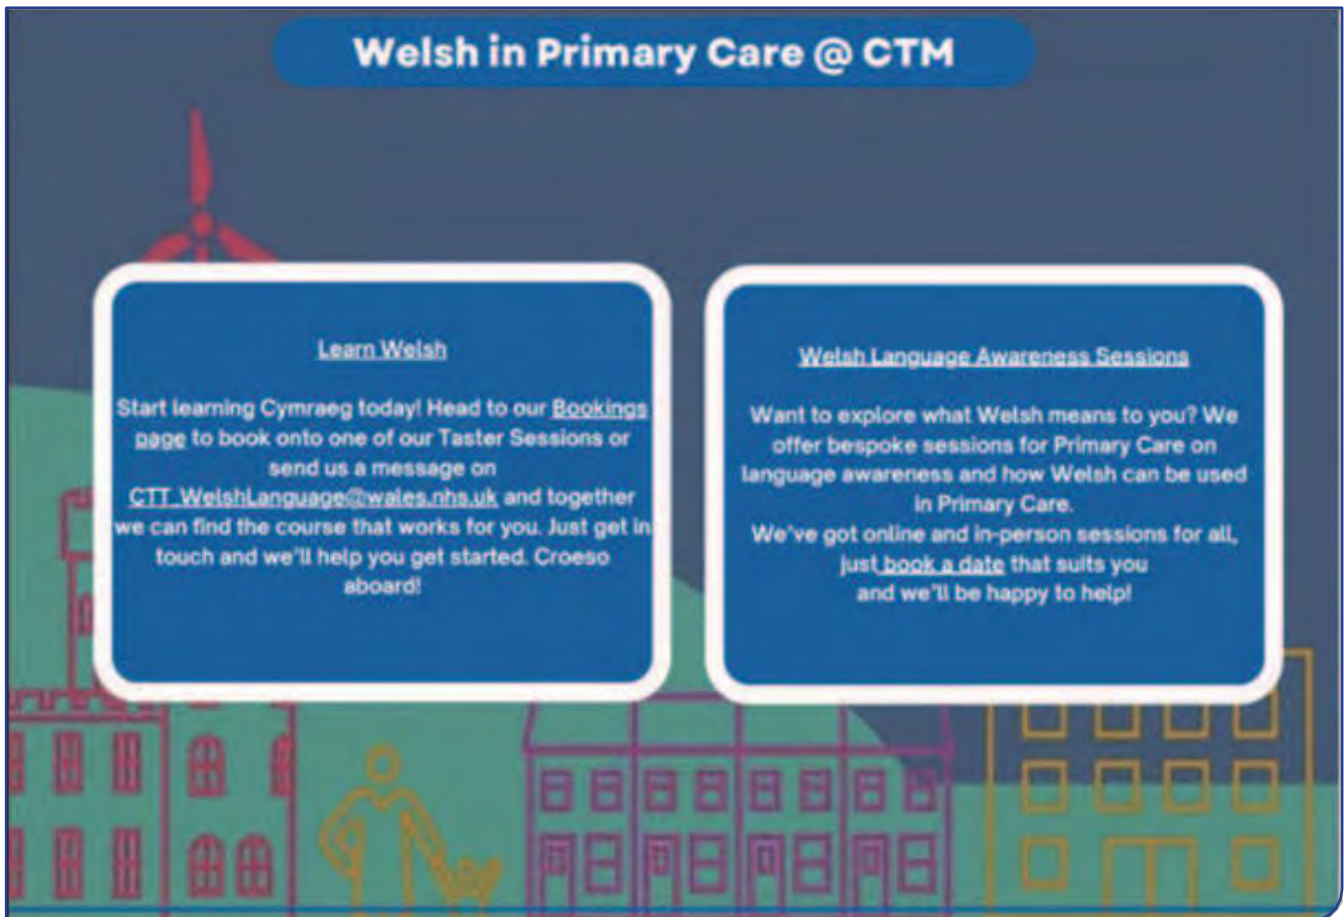 Welsh in Primary Care @ CTM
Learn Welsh
Start learning Cymraeg today! Head to our Bookings
page to book onto one of our Taster Sessions or
send us a message on
CTT_WelshLanguage@wales.nhs.uk and together
we can find the course that works for you. Just get in
touch and we'll help you get started. Croeso
aboard!
Welsh Language Awareness Sessions
Want to explore what Welsh means to you? We
offer bespoke sessions for Primary Care on
language awareness and how Welsh can be used
in Primary Care.
We've got online and in-person sessions for all,
just book a date that suits you
and we'll be happy to help!